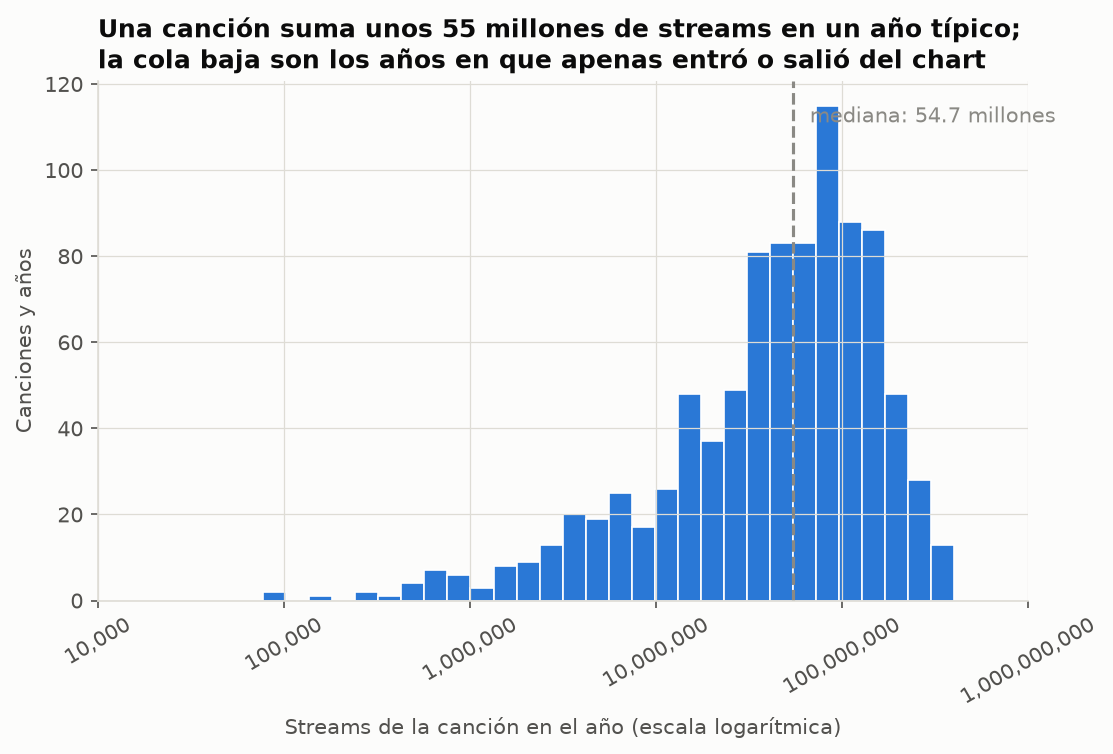 Una canción suma unos 55 millones de streams en un año típico;
la cola baja son los años en que apenas entró o salió del chart
mediana: 54.7 millones
Canciones y años
120
100
80
60
40
20
0
10,000
100,000
1,000,000
10,000,000
100,000,000
1,000,000,000
Streams de la canción en el año (escala logarítmica)